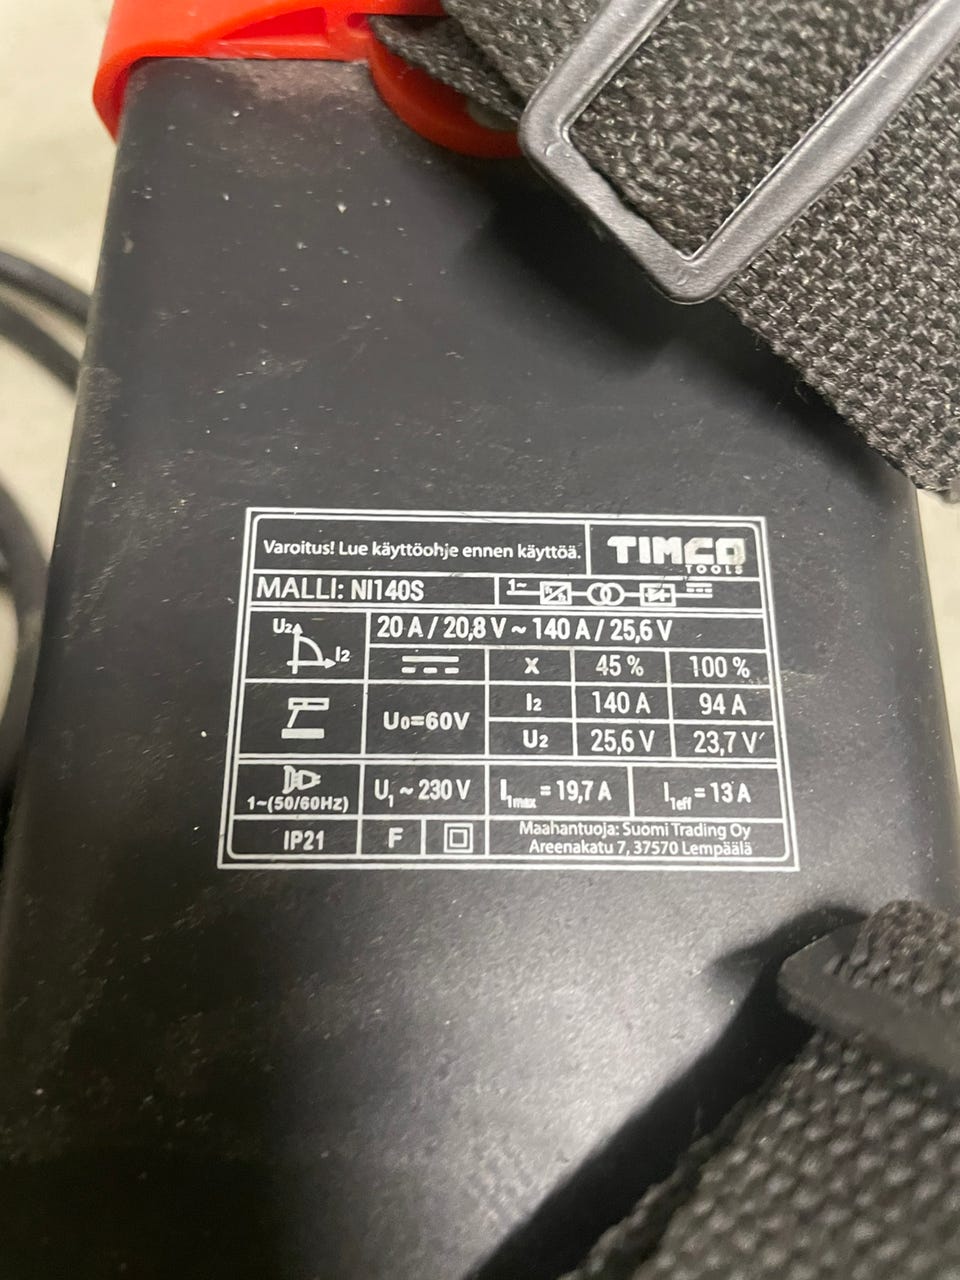 Varoitus! Lue käyttöohje ennen käyttöä.
TIMCO
TOOLS
MALLI: NI140S
1~
U2 I2
20 A / 20,8 V ~ 140 A / 25,6 V
X 45 % 100 %
U0=60V
I2 140 A 94 A
U2 25,6 V 23,7 V
1~(50/60Hz)
U1 ~ 230 V
I1max = 19,7 A
I1eff = 13 A
IP21
F
Maahantuoja: Suomi Trading Oy
Areenakatu 7, 37570 Lempäälä